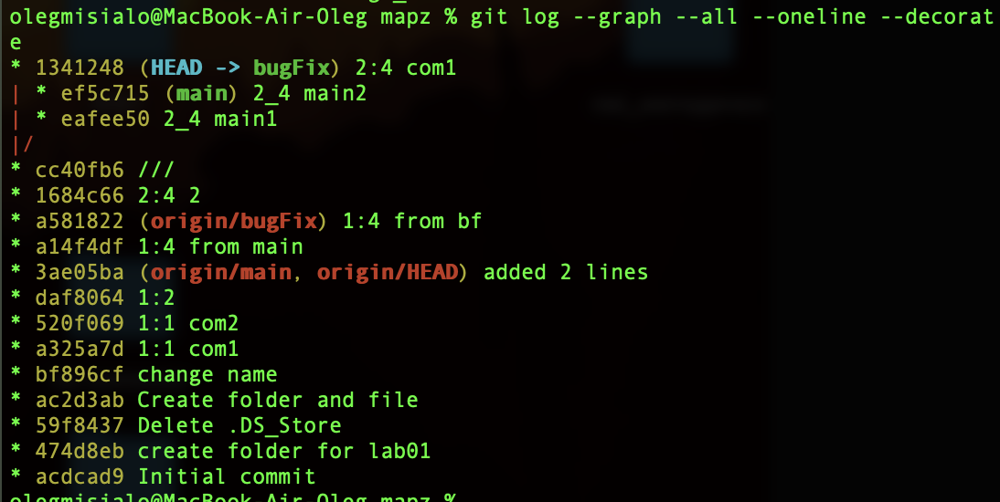 olegmisialo@MacBook-Air-Oleg mapz % git log --graph --all --oneline --decorat
e
* 1341248 (HEAD -> bugFix) 2:4 com1
| * ef5c715 (main) 2_4 main2
| * eafee50 2_4 main1
|/
* cc40fb6 ///
* 1684c66 2:4 2
* a581822 (origin/bugFix) 1:4 from bf
* a14f4df 1:4 from main
* 3ae05ba (origin/main, origin/HEAD) added 2 lines
* daf8064 1:2
* 520f069 1:1 com2
* a325a7d 1:1 com1
* bf896cf change name
* ac2d3ab Create folder and file
* 59f8437 Delete .DS_Store
* 474d8eb create folder for lab01
* acdcad9 Initial commit
olegmisialo@MacBook-Air-Oleg mapz %